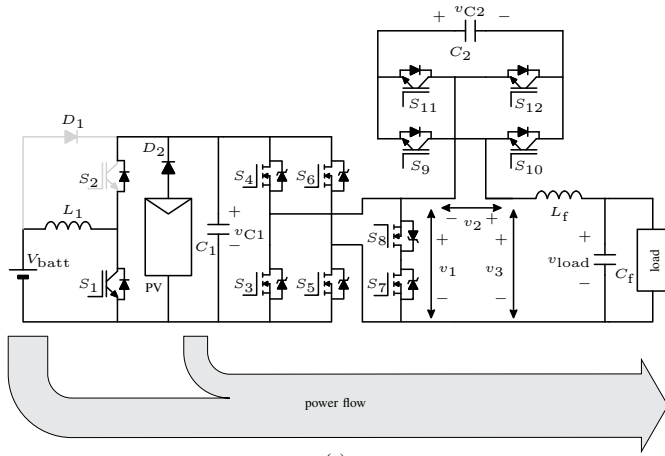 + vC2 −
C2
S11
S12
S9
S10
D1
D2
S2
S4
S6
L1
Vbatt
S1
PV
C1
+
vC1
−
S3
S5
S8
S7
+
v1
−
− v2 +
+
v3
−
Lf
+
vload
−
Cf
load
power flow